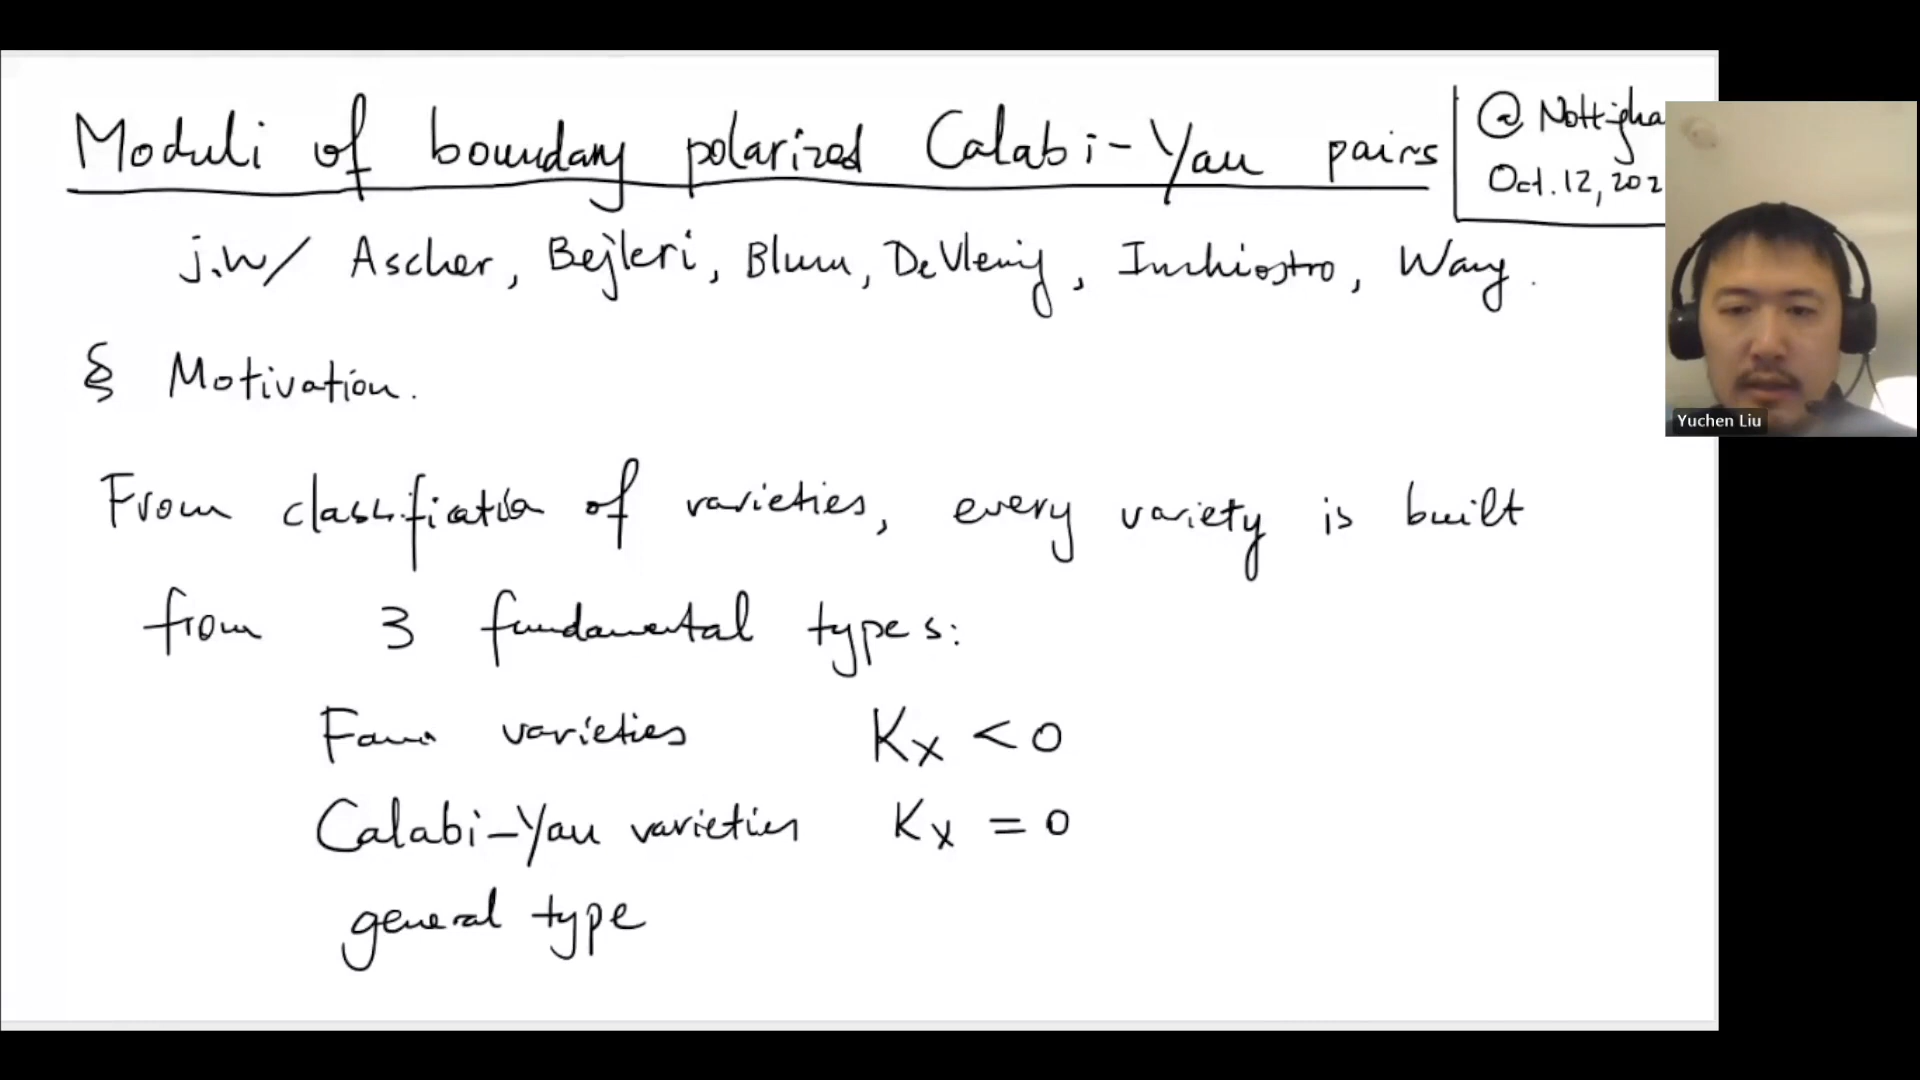 Moduli of boundary polarized Calabi-Yau pairs
@ Nottigha
Oct. 12, 202
j.w/ Ascher, Bejleri, Blum, DeVleming, Inchiostro, Wang.
§ Motivation.
From classification of varieties, every variety is built
from 3 fundamental types:
Fano varieties K_X < 0
Calabi-Yau varieties K_X = 0
general type
Yuchen Liu